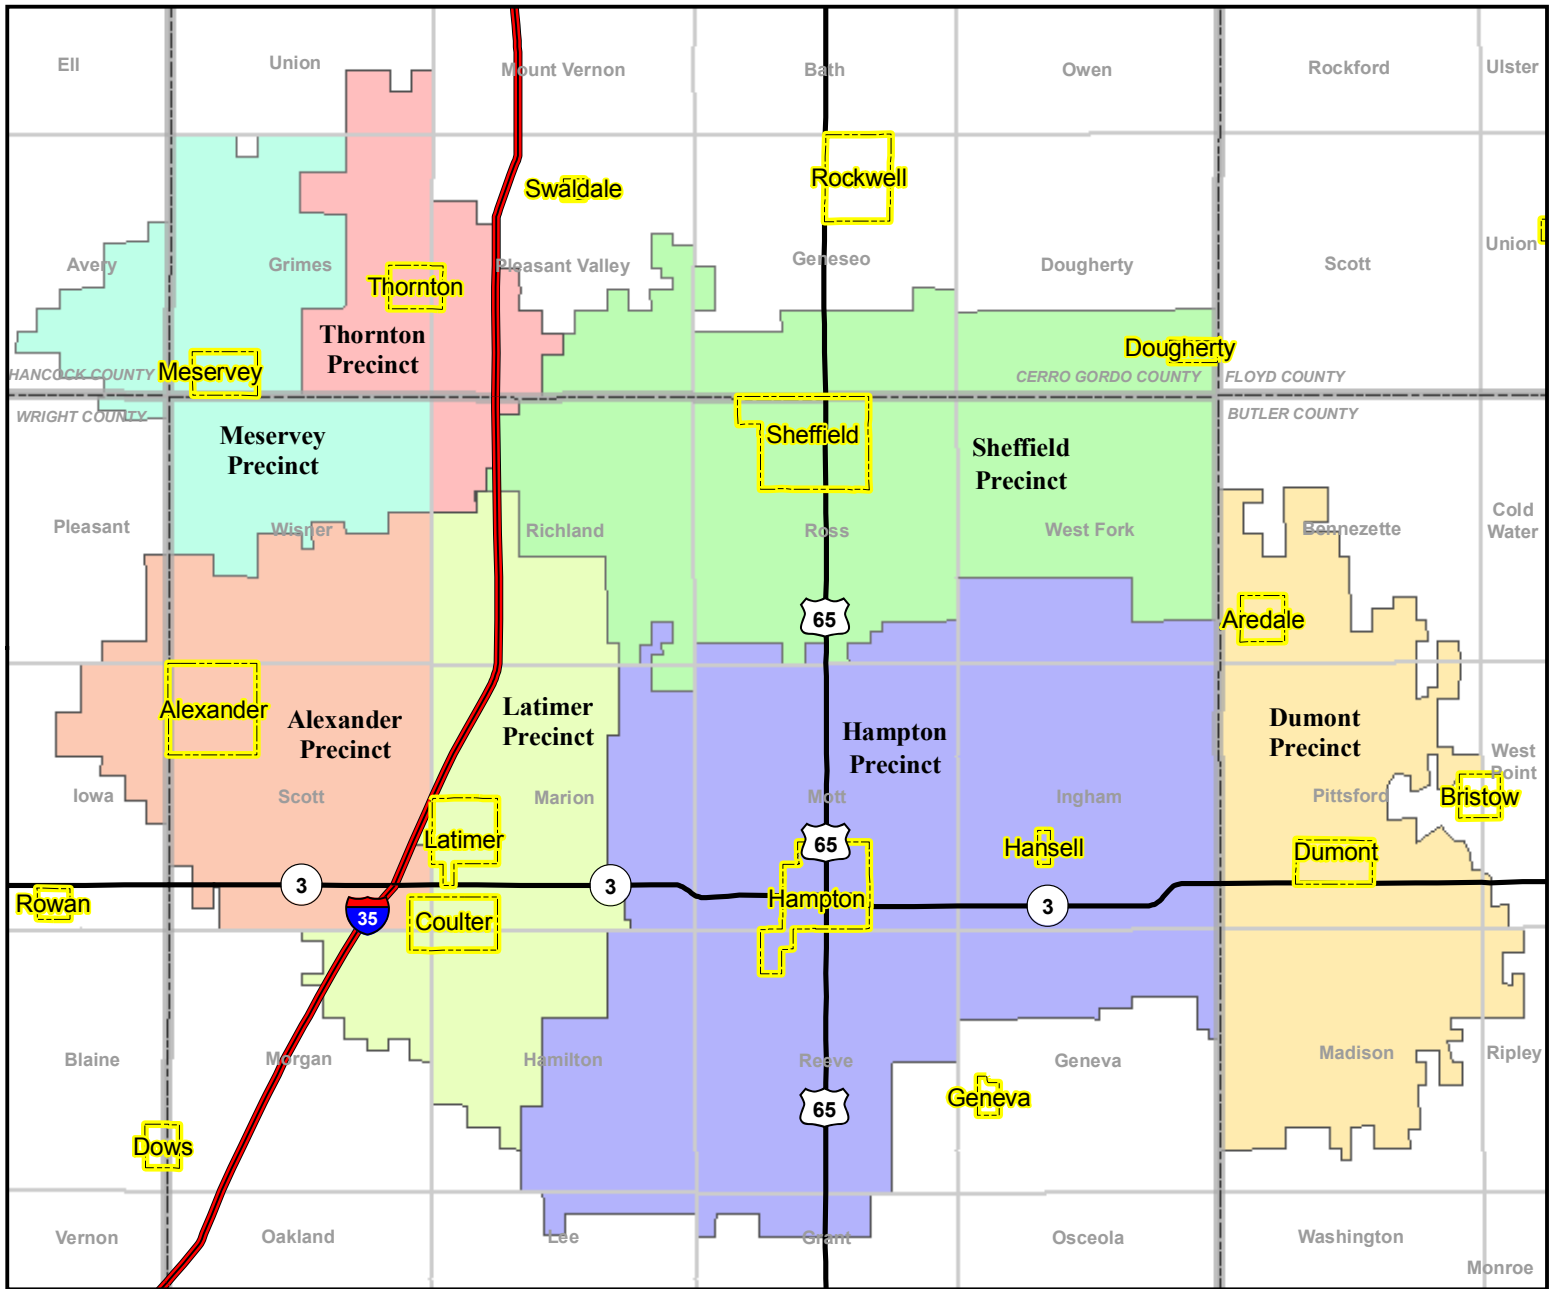 Ell
Union
Mount Vernon
Bath
Owen
Rockford
Ulster
Swaldale
Rockwell
Avery
Grimes
Pleasant Valley
Geneseo
Dougherty
Scott
Union
Thornton
Thornton
Precinct
Dougherty
Meservey
HANCOCK COUNTY
CERRO GORDO COUNTY
FLOYD COUNTY
WRIGHT COUNTY
BUTLER COUNTY
Meservey
Precinct
Sheffield
Sheffield
Precinct
Pleasant
Wisner
Richland
Ross
West Fork
Bennezette
Cold
Water
65
Aredale
Alexander
Alexander
Precinct
Latimer
Precinct
Hampton
Precinct
Dumont
Precinct
West
Point
Iowa
Scott
Marion
Mott
Ingham
Pittsford
Bristow
Latimer
65
Hansell
Dumont
3
3
Rowan
Hampton
3
35
Coulter
Blaine
Morgan
Hamilton
Reeve
Geneva
Madison
Ripley
Geneva
65
Dows
Vernon
Oakland
Lee
Grant
Osceola
Washington
Monroe